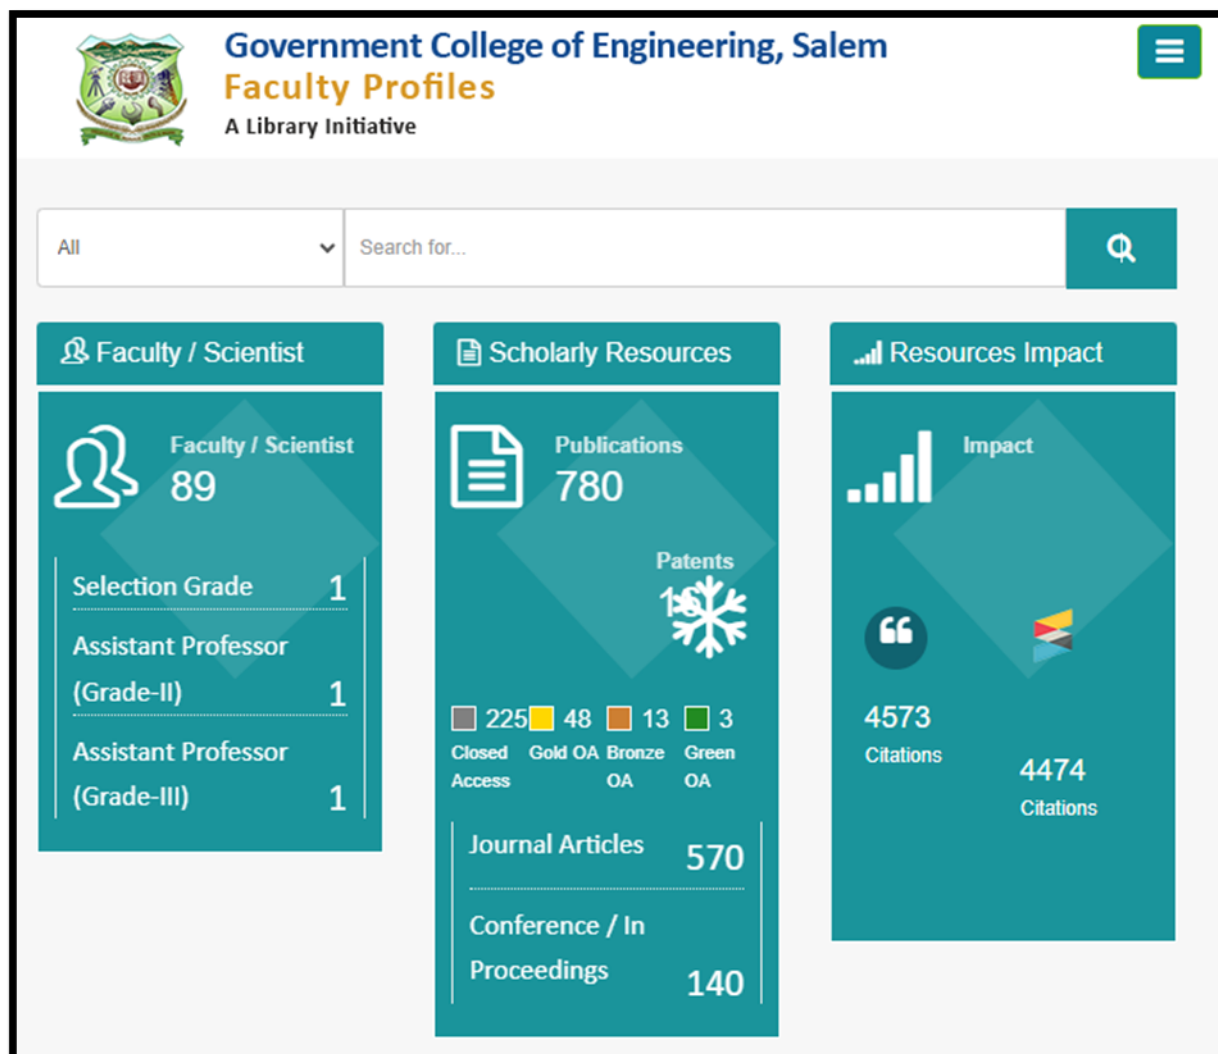 Government College of Engineering, Salem
Faculty Profiles
A Library Initiative
All
Search for...
Faculty / Scientist
Faculty / Scientist
89
Selection Grade 1
Assistant Professor
(Grade-II) 1
Assistant Professor
(Grade-III) 1
Scholarly Resources
Publications
780
Patents
225 48 13 3
Closed Gold OA Bronze Green
Access OA OA
Journal Articles 570
Conference / In
Proceedings 140
Resources Impact
Impact
4573
Citations
4474
Citations